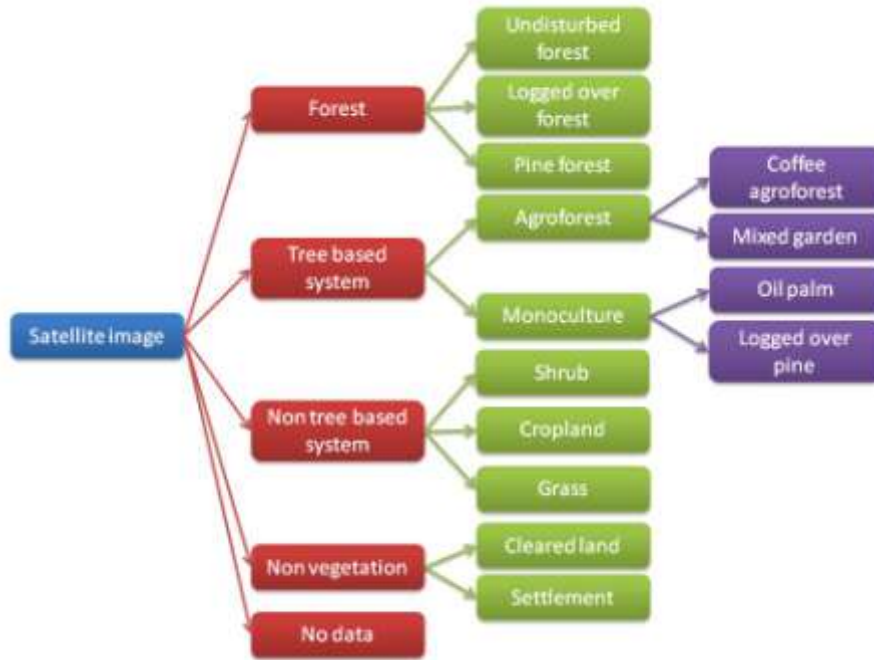 Satellite image
Forest
Tree based
system
Non tree based
system
Non vegetation
No data
Undisturbed
forest
Logged over
forest
Pine forest
Agroforest
Monoculture
Shrub
Cropland
Grass
Cleared land
Settlement
Coffee
agroforest
Mixed garden
Oil palm
Logged over
pine